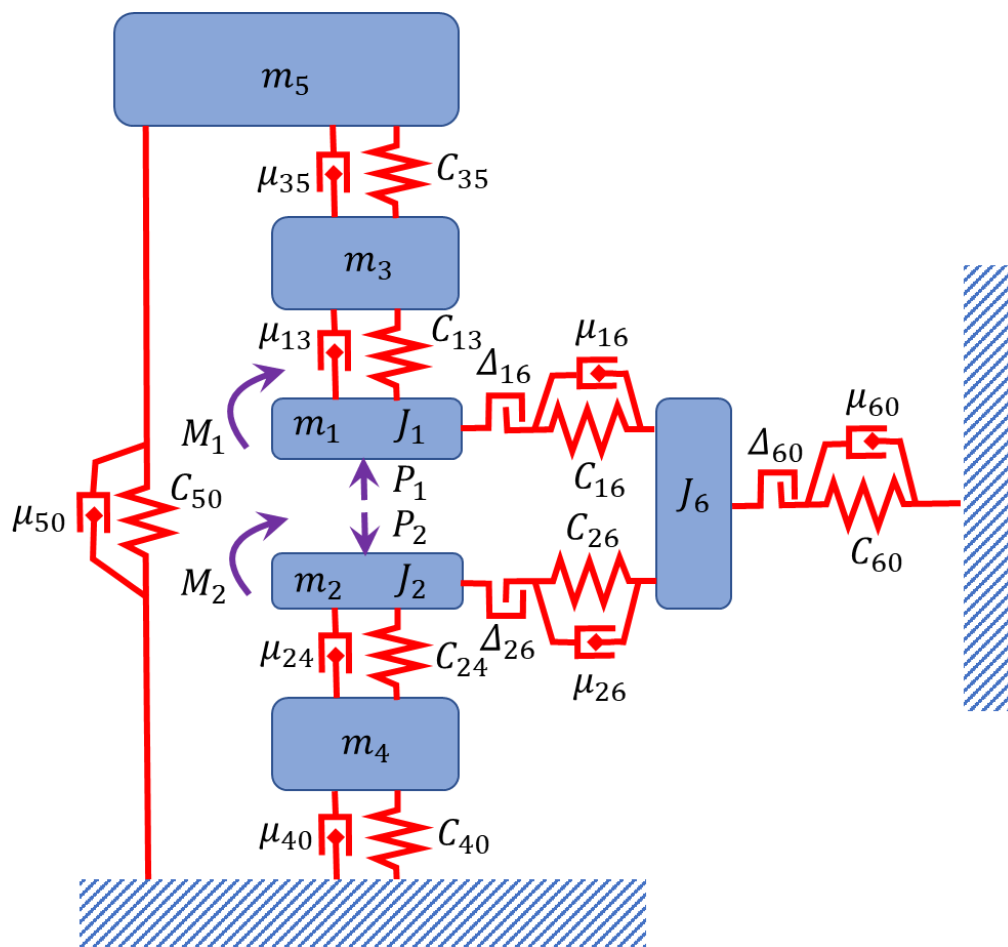 m₅
μ₃₅
C₃₅
m₃
μ₁₃
C₁₃
Δ₁₆
μ₁₆
M₁
m₁ J₁
C₁₆
μ₆₀
Δ₆₀
C₅₀
P₁
J₆
μ₅₀
P₂
C₂₆
C₆₀
M₂
m₂ J₂
Δ₂₆
μ₂₄
C₂₄
μ₂₆
m₄
μ₄₀
C₄₀